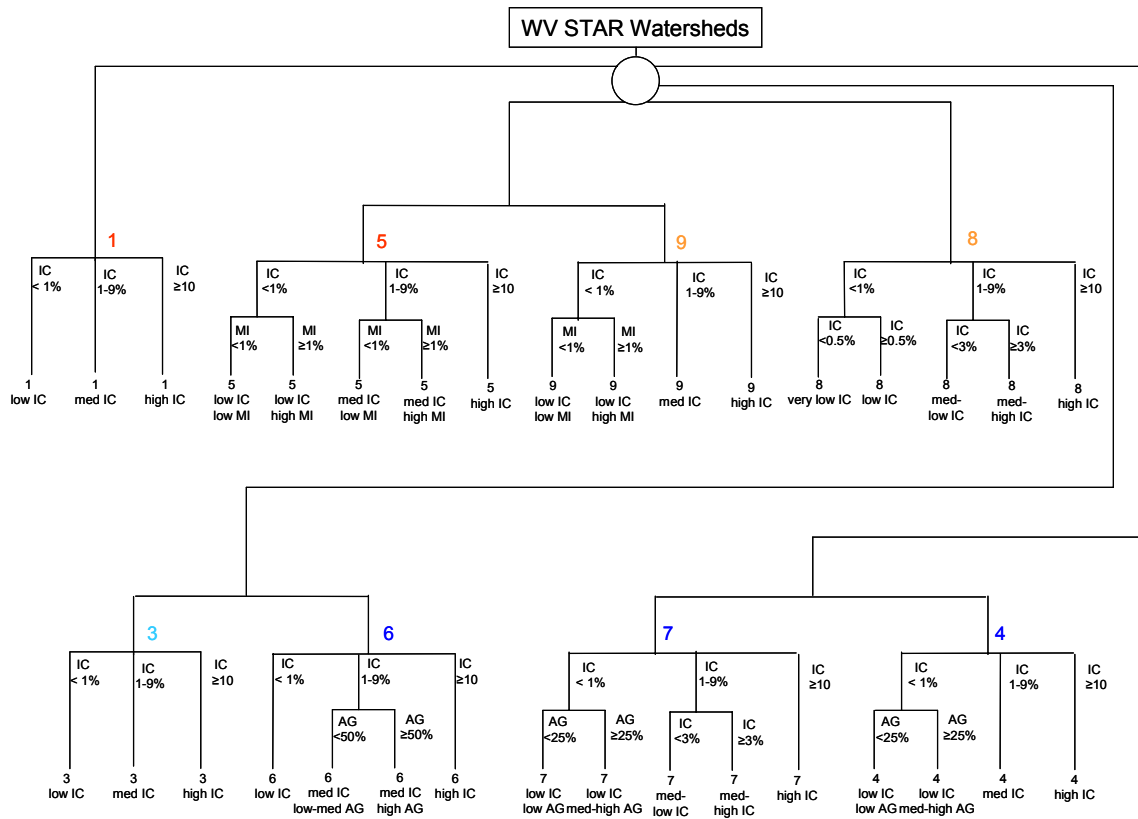 WV STAR Watersheds
1
5
9
8
IC
< 1%
IC
1-9%
IC
≥10
IC
<1%
IC
1-9%
IC
≥10
IC
< 1%
IC
1-9%
IC
≥10
IC
<1%
IC
1-9%
IC
≥10
MI
<1%
MI
≥1%
MI
<1%
MI
≥1%
MI
<1%
MI
≥1%
IC
<0.5%
IC
≥0.5%
IC
<3%
IC
≥3%
1
low IC
1
med IC
1
high IC
5
low IC
low MI
5
low IC
high MI
5
med IC
low MI
5
med IC
high MI
5
high IC
9
low IC
low MI
9
low IC
high MI
9
med IC
9
high IC
8
very low IC
8
low IC
8
med-
low IC
8
med-
high IC
8
high IC
3
6
7
4
IC
< 1%
IC
1-9%
IC
≥10
IC
< 1%
IC
1-9%
IC
≥10
IC
< 1%
IC
1-9%
IC
≥10
IC
< 1%
IC
1-9%
IC
≥10
AG
<50%
AG
≥50%
AG
<25%
AG
≥25%
IC
<3%
IC
≥3%
AG
<25%
AG
≥25%
3
low IC
3
med IC
3
high IC
6
low IC
6
med IC
low-med AG
6
med IC
high AG
6
high IC
7
low IC
low AG
7
low IC
med-high AG
7
med-
low IC
7
med-
high IC
7
high IC
4
low IC
low AG
4
low IC
med-high AG
4
med IC
4
high IC